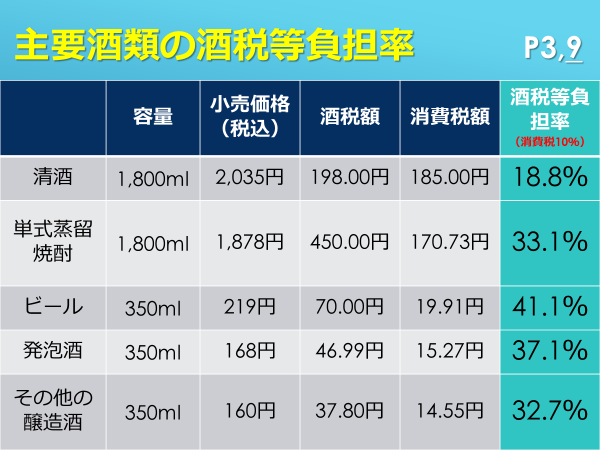 主要酒類の酒税等負担率
P3,9
容量
小売価格
（税込）
酒税額
消費税額
酒税等負
担率
（消費税10%）
清酒
1,800ml
2,035円
198.00円
185.00円
18.8%
単式蒸留
焼酎
1,800ml
1,878円
450.00円
170.73円
33.1%
ビール
350ml
219円
70.00円
19.91円
41.1%
発泡酒
350ml
168円
46.99円
15.27円
37.1%
その他の
醸造酒
350ml
160円
37.80円
14.55円
32.7%